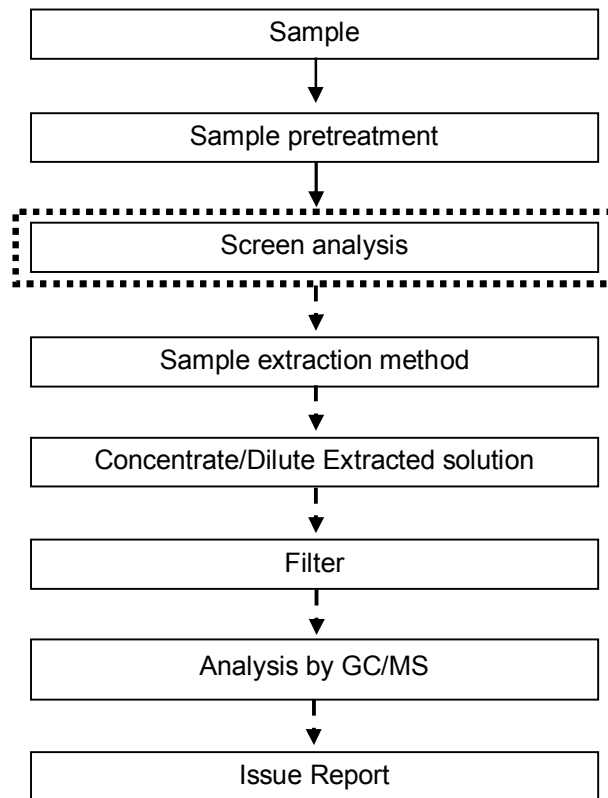 Sample
Sample pretreatment
Screen analysis
Sample extraction method
Concentrate/Dilute Extracted solution
Filter
Analysis by GC/MS
Issue Report